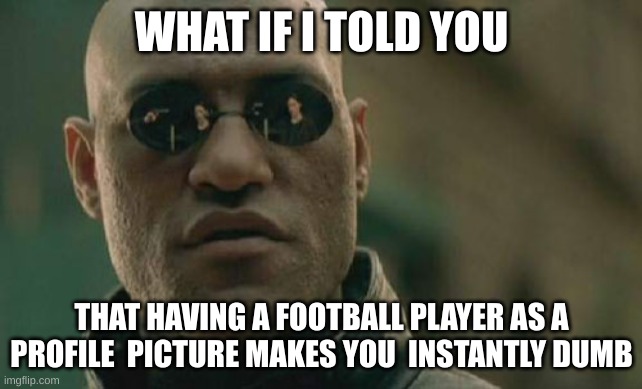 WHAT IF I TOLD YOU
THAT HAVING A FOOTBALL PLAYER AS A
PROFILE  PICTURE MAKES YOU  INSTANTLY DUMB
imgflip.com